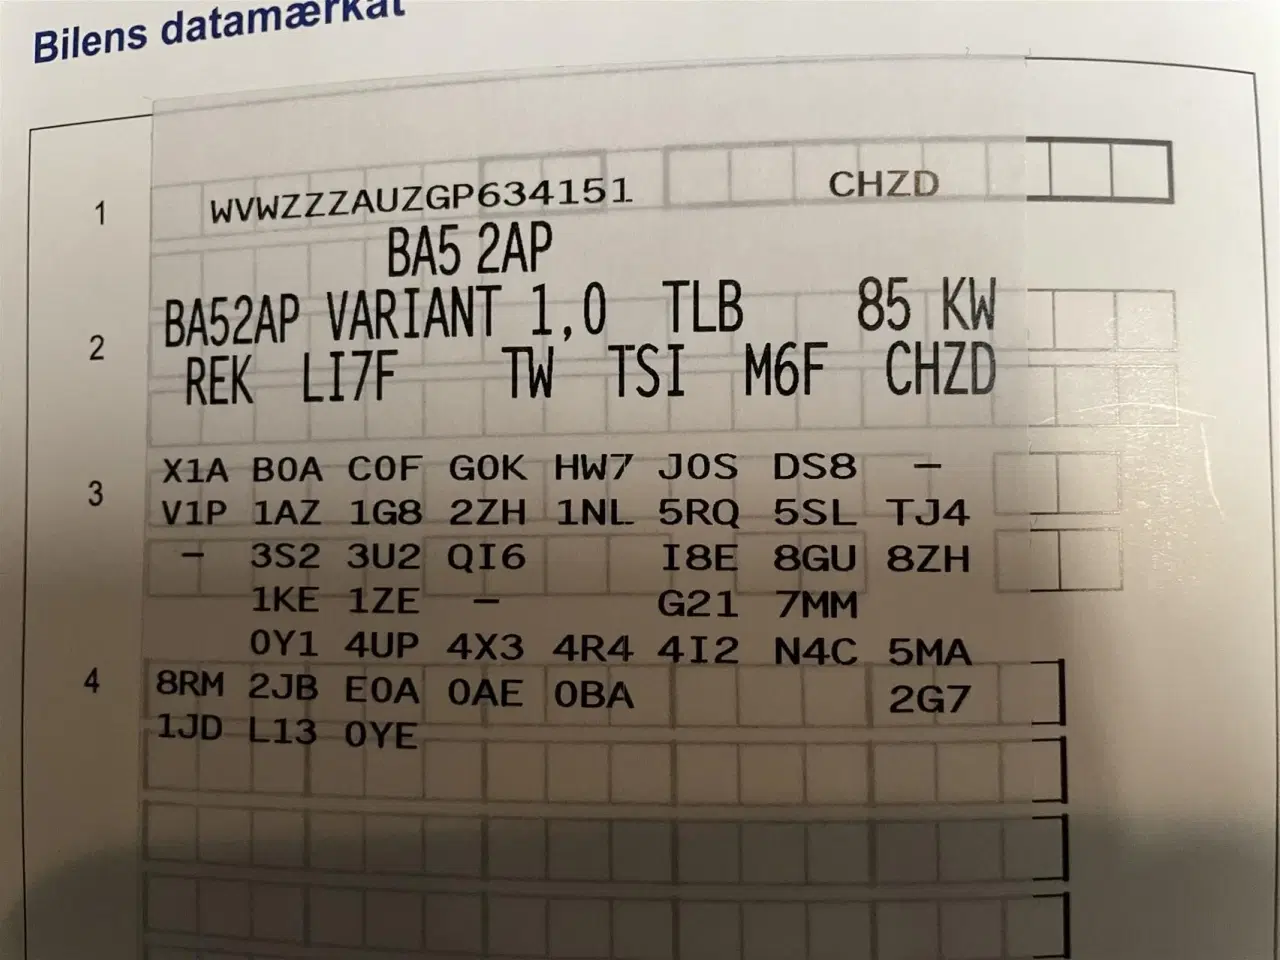 Bilens datamærkat
1 WVWZZZAUZGP634151 CHZD
BA5 2AP
BA52AP VARIANT 1,0 TLB 85 KW
2 REK LI7F TW TSI M6F CHZD
X1A B0A C0F G0K HW7 J0S DS8 –
3 V1P 1AZ 1G8 2ZH 1NL 5RQ 5SL TJ4
– 3S2 3U2 QI6 I8E 8GU 8ZH
1KE 1ZE – G21 7MM
0Y1 4UP 4X3 4R4 4I2 N4C 5MA
4 8RM 2JB E0A 0AE 0BA 2G7
1JD L13 0YE